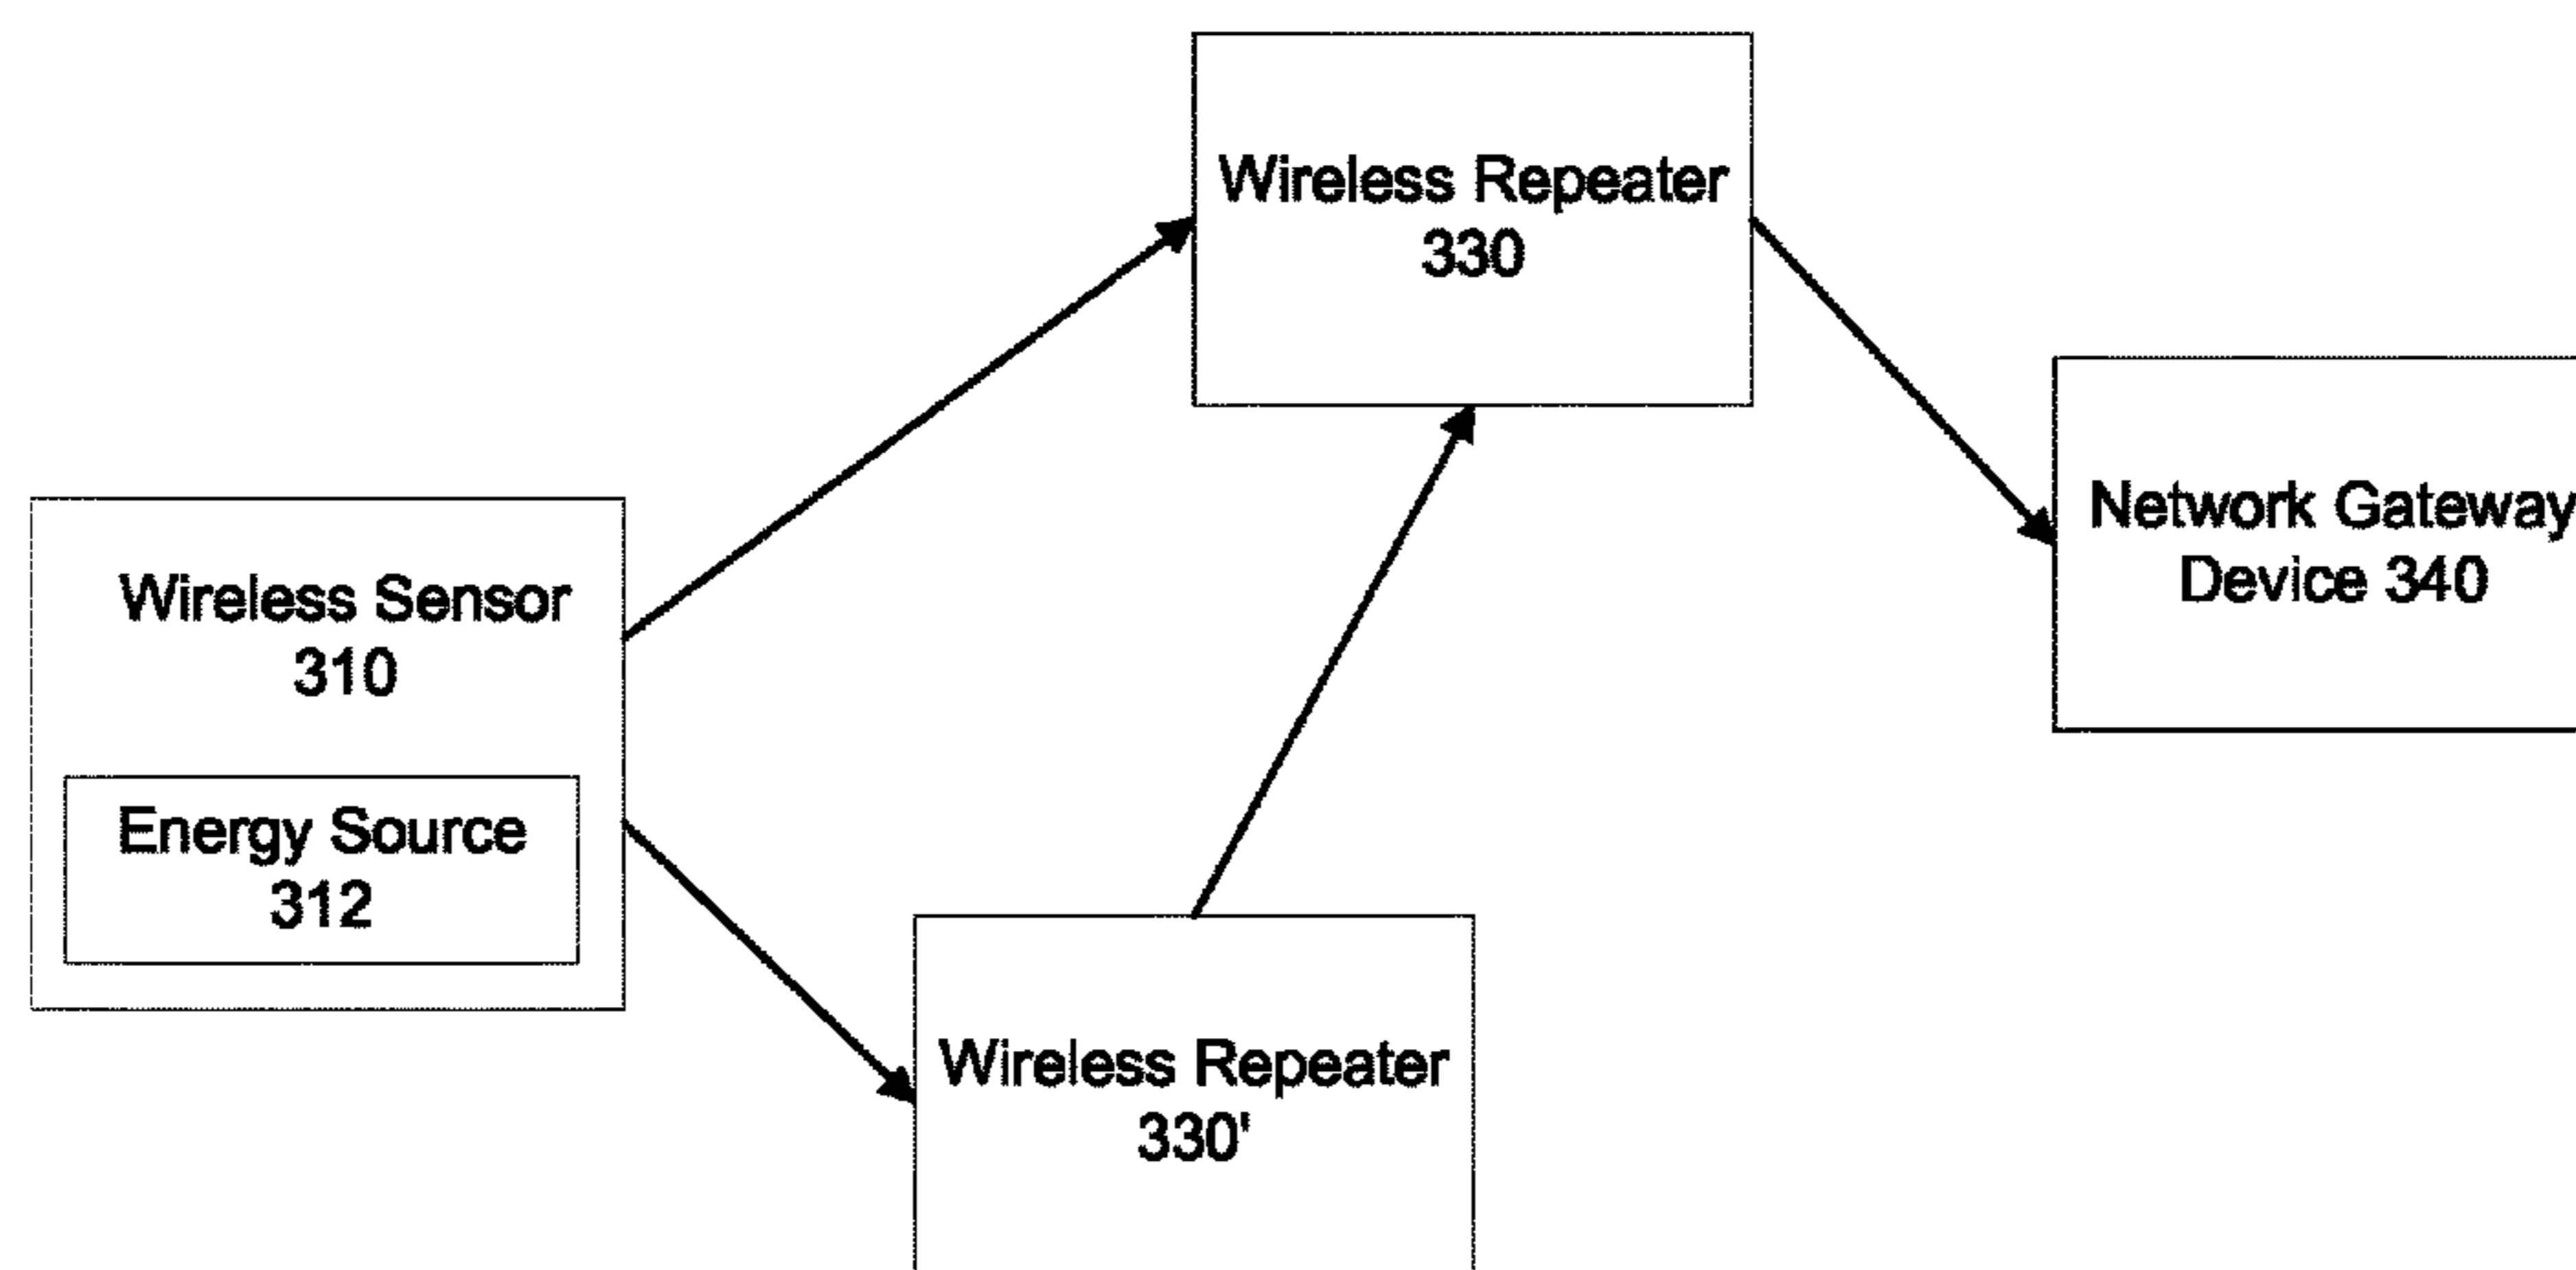 Wireless Repeater
330
Network Gateway
Device 340
Wireless Sensor
310
Energy Source
312
Wireless Repeater
330'